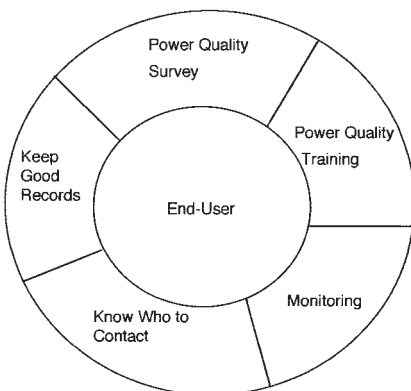 Power Quality
Survey
Power Quality
Training
Keep
Good
Records
End-User
Monitoring
Know Who to
Contact